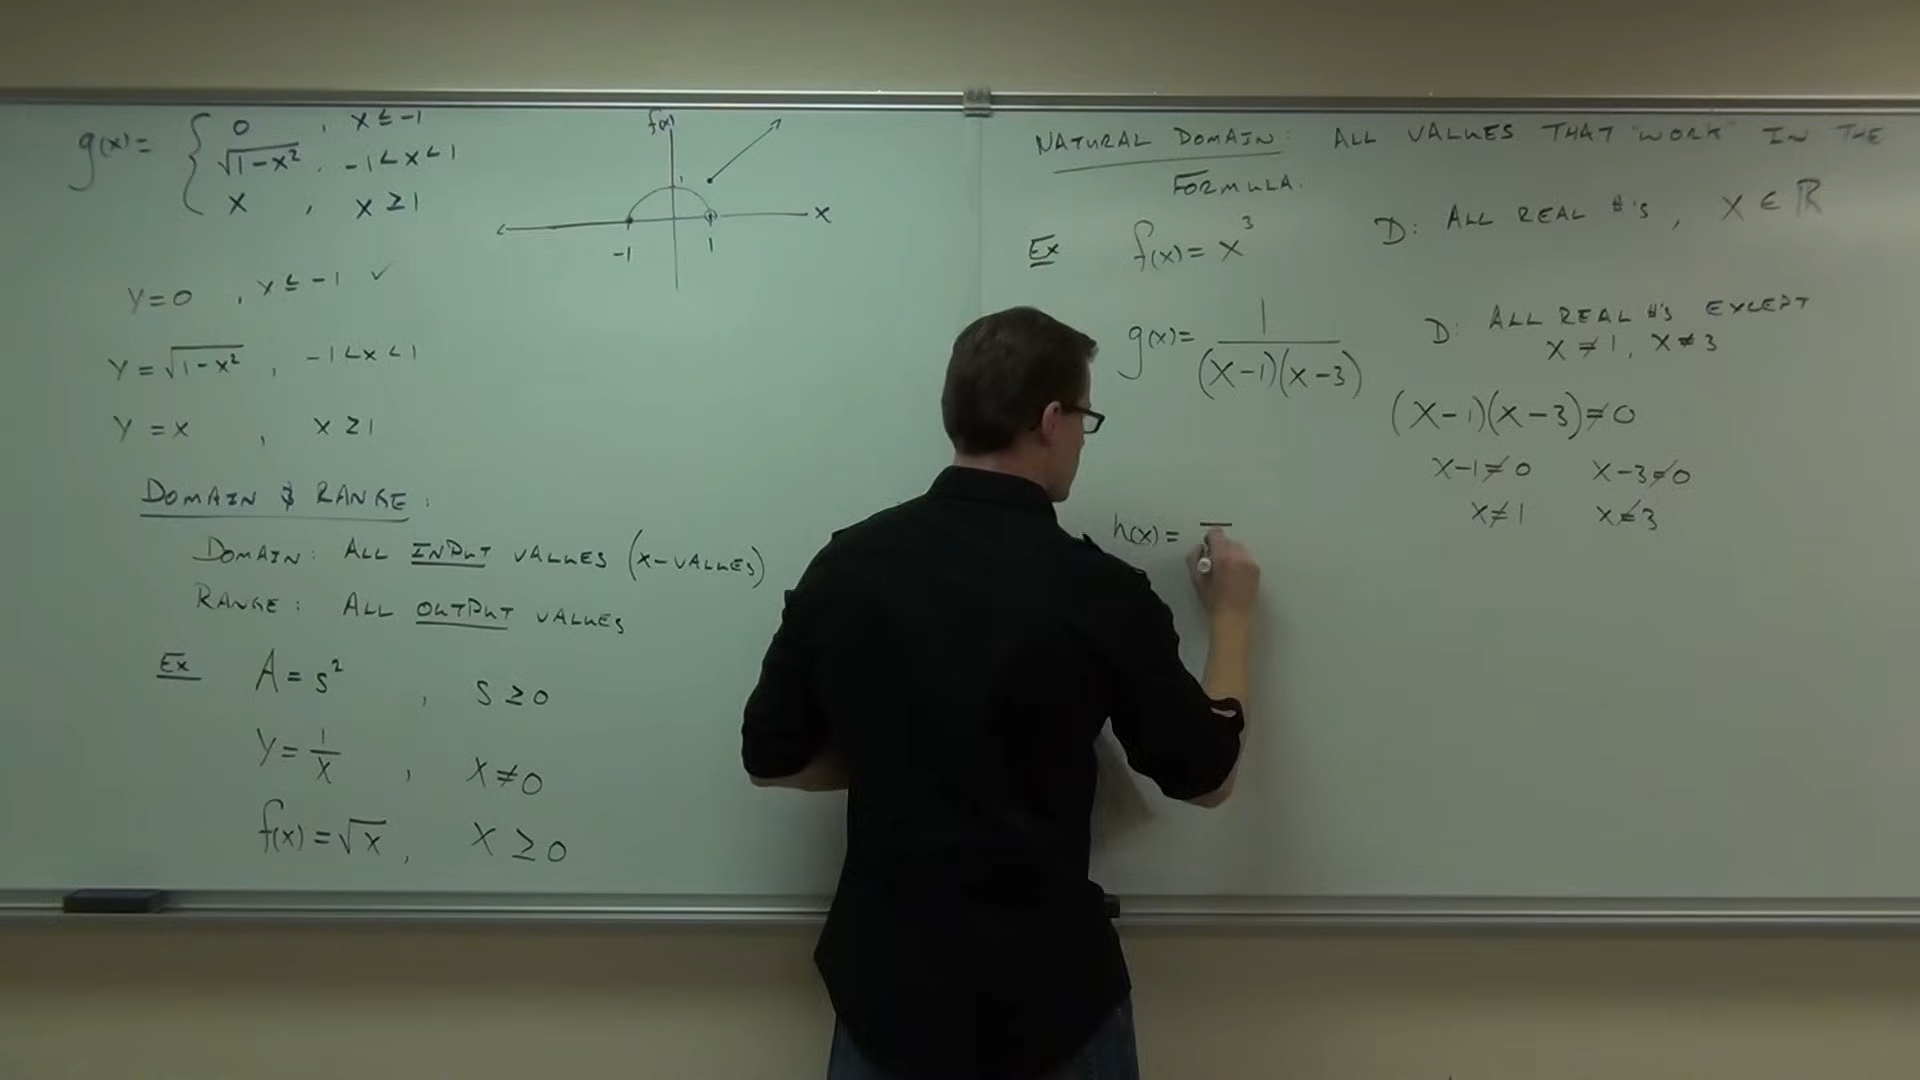 g(x) = { 0 , x ≤ -1
√(1-x²) , -1 < x < 1
x , x ≥ 1
f(x)
1
x
-1 1
y = 0 , x ≤ -1 ✓
y = √(1-x²) , -1 < x < 1
y = x , x ≥ 1
DOMAIN & RANGE :
DOMAIN : ALL INPUT VALUES (X-VALUES)
RANGE : ALL OUTPUT VALUES
Ex A = s² , s ≥ 0
y = 1/x , x ≠ 0
f(x) = √x , x ≥ 0
NATURAL DOMAIN : ALL VALUES THAT "WORK" IN THE
FORMULA.
Ex f(x) = x³ D: ALL REAL #'s , x ∈ ℝ
g(x) = 1/((x-1)(x-3)) D: ALL REAL #'s EXCEPT
x ≠ 1, x ≠ 3
(x-1)(x-3) ≠ 0
x-1 ≠ 0 x-3 ≠ 0
x ≠ 1 x ≠ 3
h(x) =